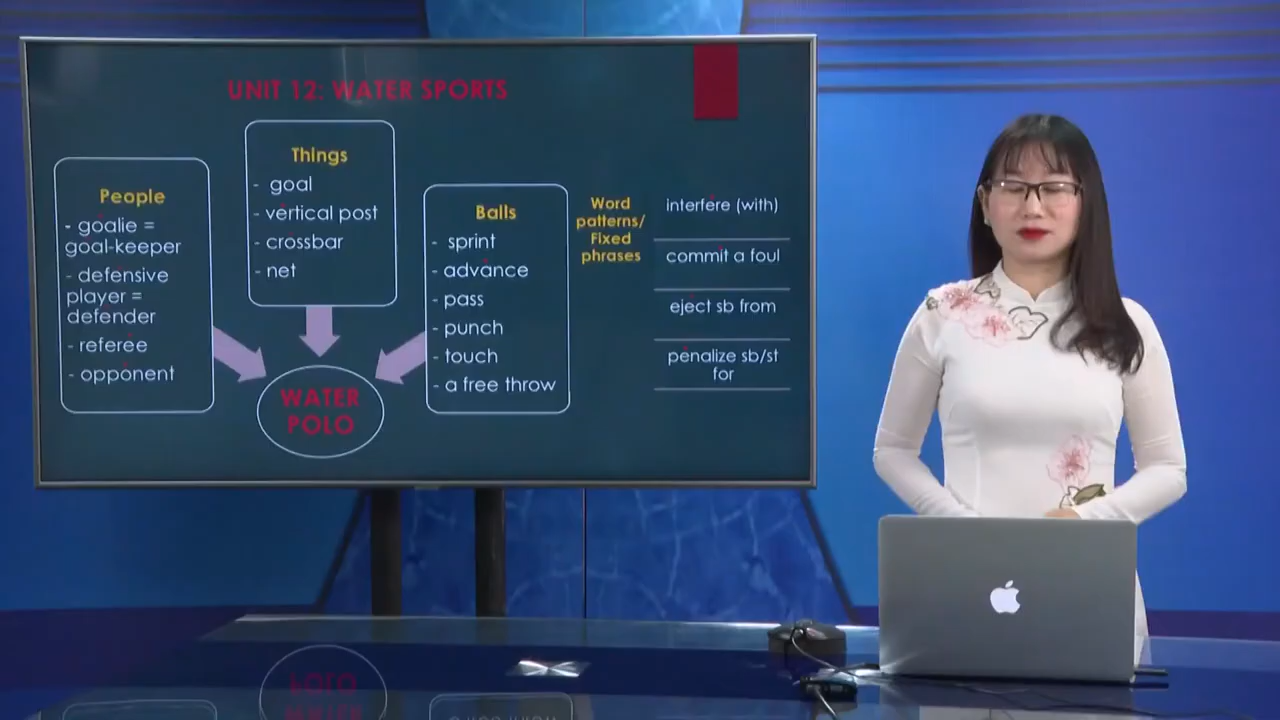 UNIT 12: WATER SPORTS
People
- goalie =
goal-keeper
- defensive
player =
defender
- referee
- opponent
Things
- goal
- vertical post
- crossbar
- net
Balls
- sprint
- advance
- pass
- punch
- touch
- a free throw
WATER
POLO
Word
patterns/
Fixed
phrases
interfere (with)
commit a foul
eject sb from
penalize sb/st
for